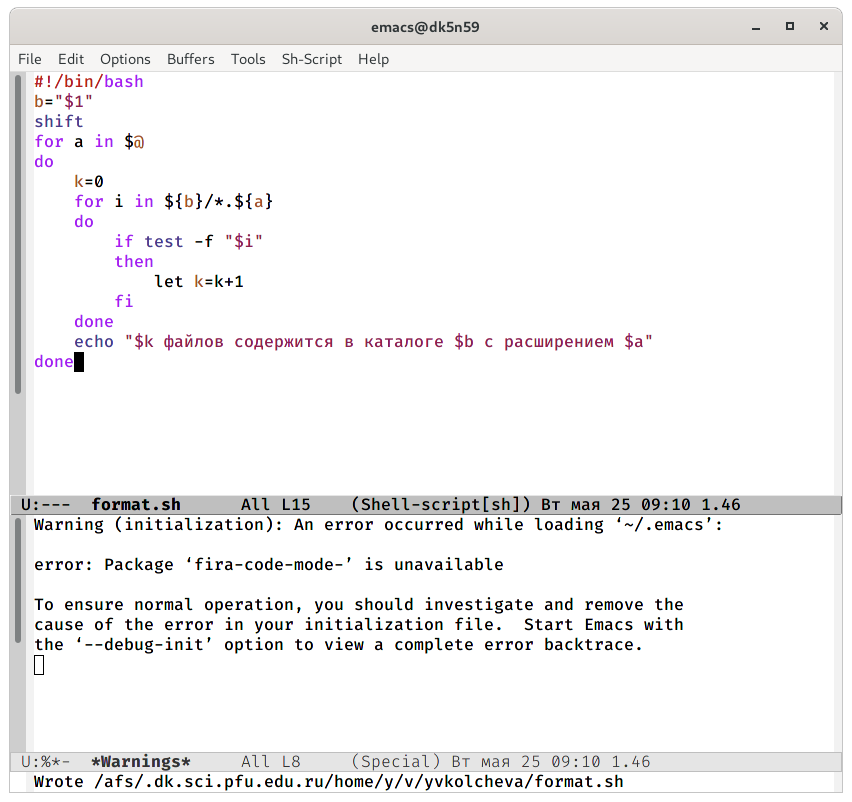 emacs@dk5n59
File Edit Options Buffers Tools Sh-Script Help
#!/bin/bash
b="$1"
shift
for a in $@
do
    k=0
    for i in ${b}/*.${a}
    do
        if test -f "$i"
        then
            let k=k+1
        fi
    done
    echo "$k файлов содержится в каталоге $b с расширением $a"
done
U:---  format.sh      All L15    (Shell-script[sh]) Вт мая 25 09:10 1.46
Warning (initialization): An error occurred while loading ‘~/.emacs’:
error: Package ‘fira-code-mode-’ is unavailable
To ensure normal operation, you should investigate and remove the
cause of the error in your initialization file.  Start Emacs with
the ‘--debug-init’ option to view a complete error backtrace.
U:%*-  *Warnings*     All L8     (Special) Вт мая 25 09:10 1.46
Wrote /afs/.dk.sci.pfu.edu.ru/home/y/v/yvkolcheva/format.sh